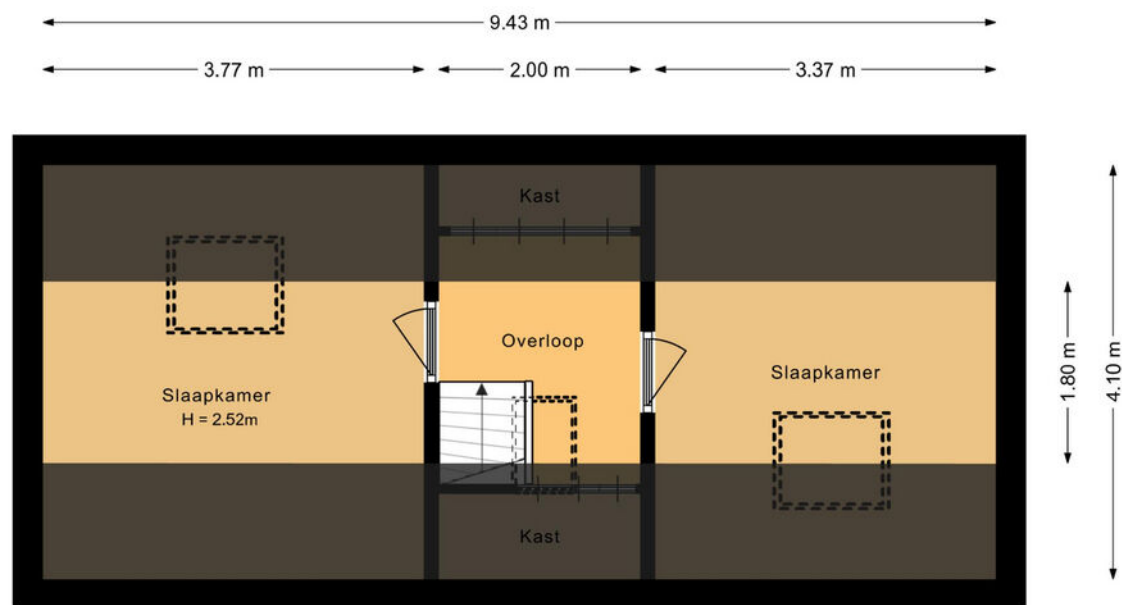 9.43 m
3.77 m
2.00 m
3.37 m
Kast
Overloop
Slaapkamer
H = 2.52m
Slaapkamer
1.80 m
4.10 m
Kast